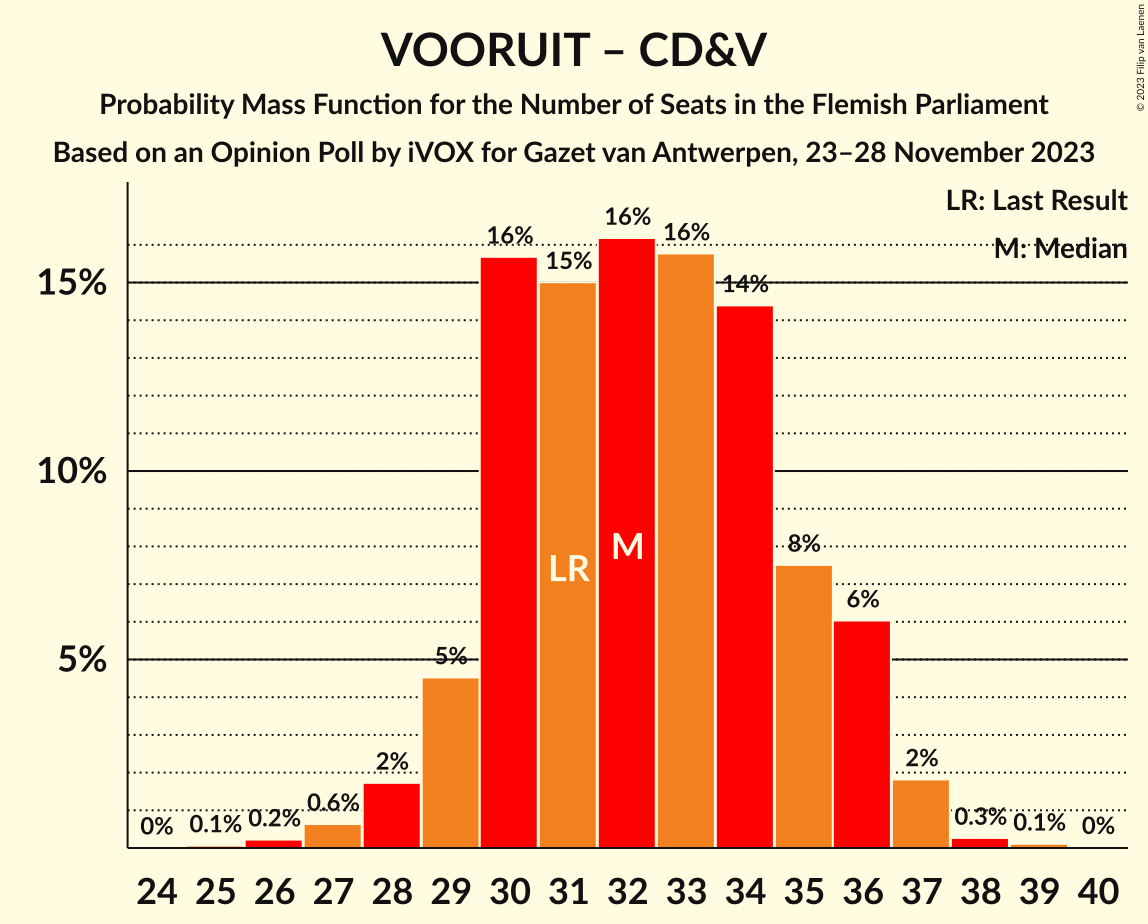 VOORUIT – CD&V
Probability Mass Function for the Number of Seats in the Flemish Parliament
Based on an Opinion Poll by iVOX for Gazet van Antwerpen, 23–28 November 2023
© 2023 Filip van Laenen
LR: Last Result
M: Median
15%
10%
5%
0% 0.1% 0.2% 0.6% 2% 5% 16% 15% 16% 16% 14% 8% 6% 2% 0.3% 0.1% 0%
LR M
24 25 26 27 28 29 30 31 32 33 34 35 36 37 38 39 40